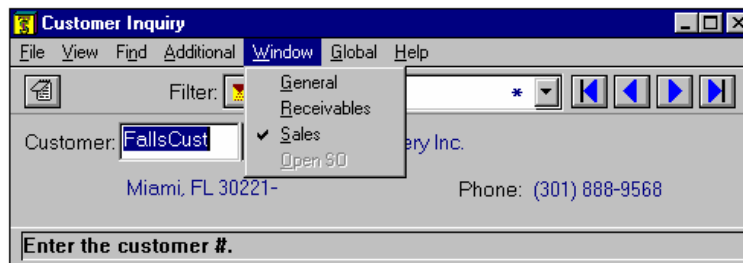 Customer Inquiry
File View Find Additional Window Global Help
Filter: *
General
Receivables
Customer: FallsCust ery Inc.
Sales
Open SO
Miami, FL 30221- Phone: (301) 888-9568
Enter the customer #.